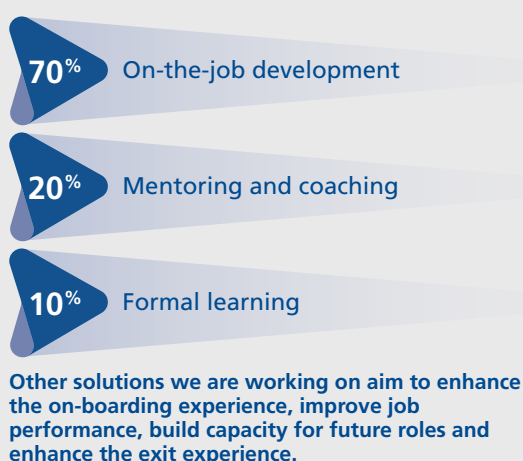 70% On-the-job development
20% Mentoring and coaching
10% Formal learning
Other solutions we are working on aim to enhance
the on-boarding experience, improve job
performance, build capacity for future roles and
enhance the exit experience.